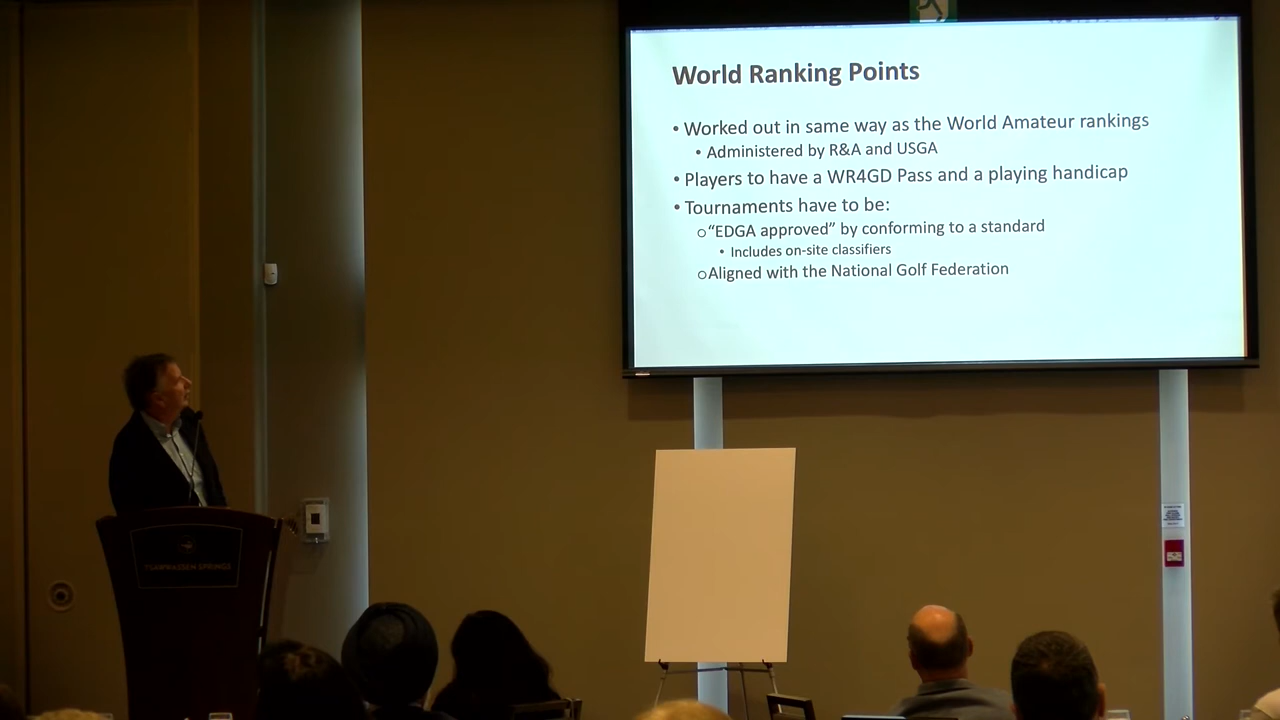 World Ranking Points
• Worked out in same way as the World Amateur rankings
• Administered by R&A and USGA
• Players to have a WR4GD Pass and a playing handicap
• Tournaments have to be:
○ “EDGA approved” by conforming to a standard
• Includes on-site classifiers
○ Aligned with the National Golf Federation
TSAWWASSEN SPRINGS